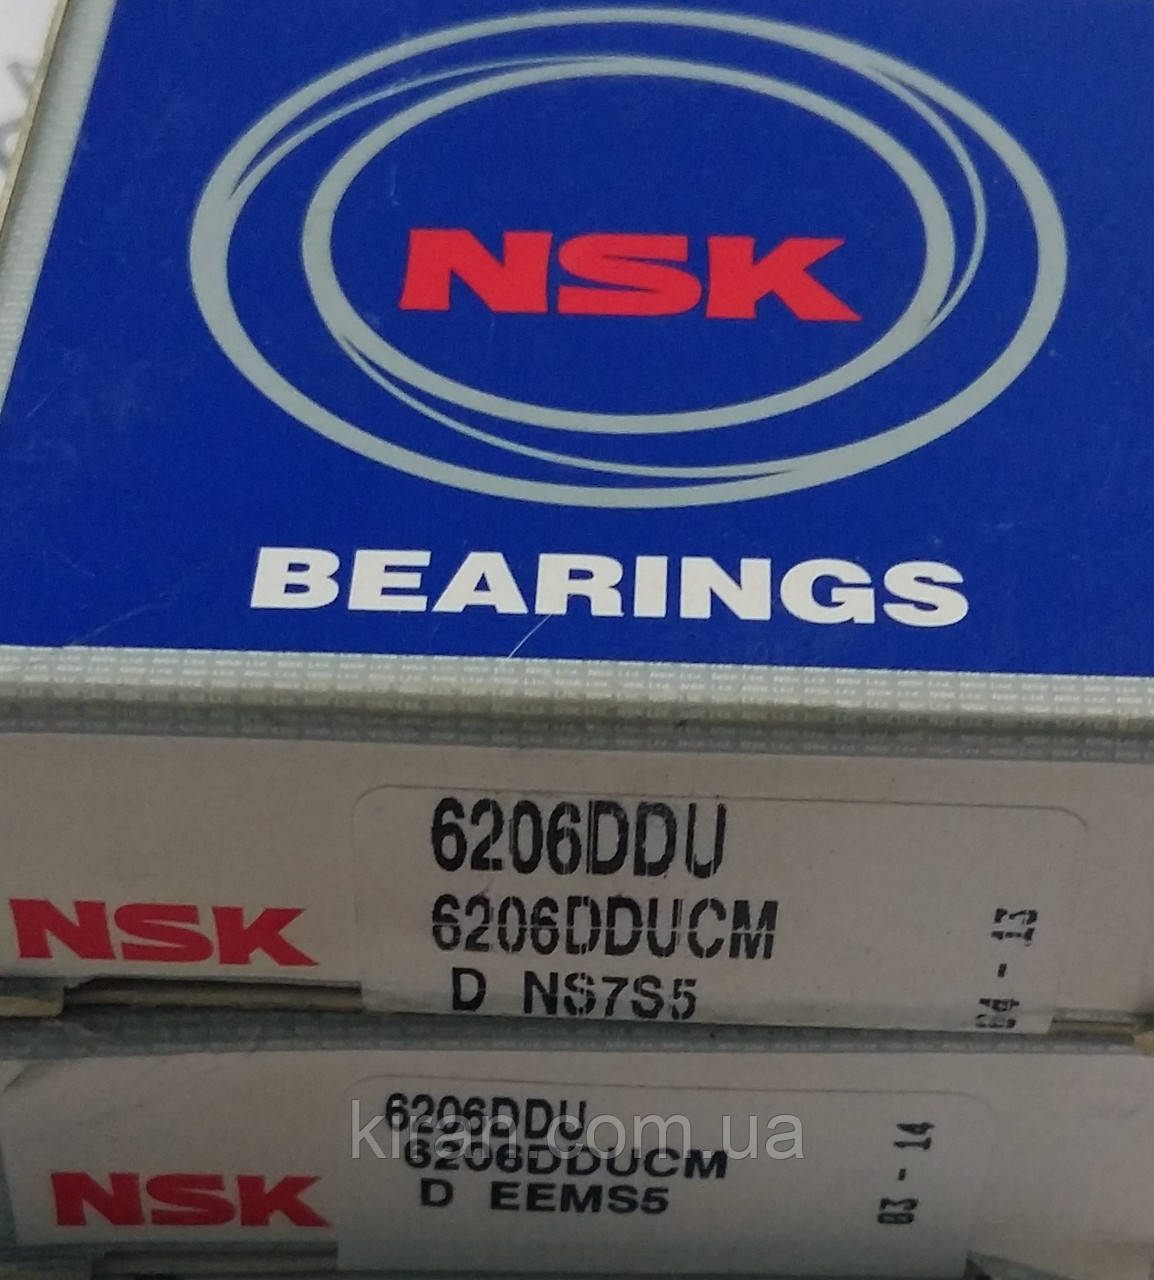 NSK
BEARINGS
6206DDU
NSK
6206DDUCM
D NS7S5
04-13
6206DDU
kiran.com.ua
6206DDUCM
NSK
D EEMS5
03-14